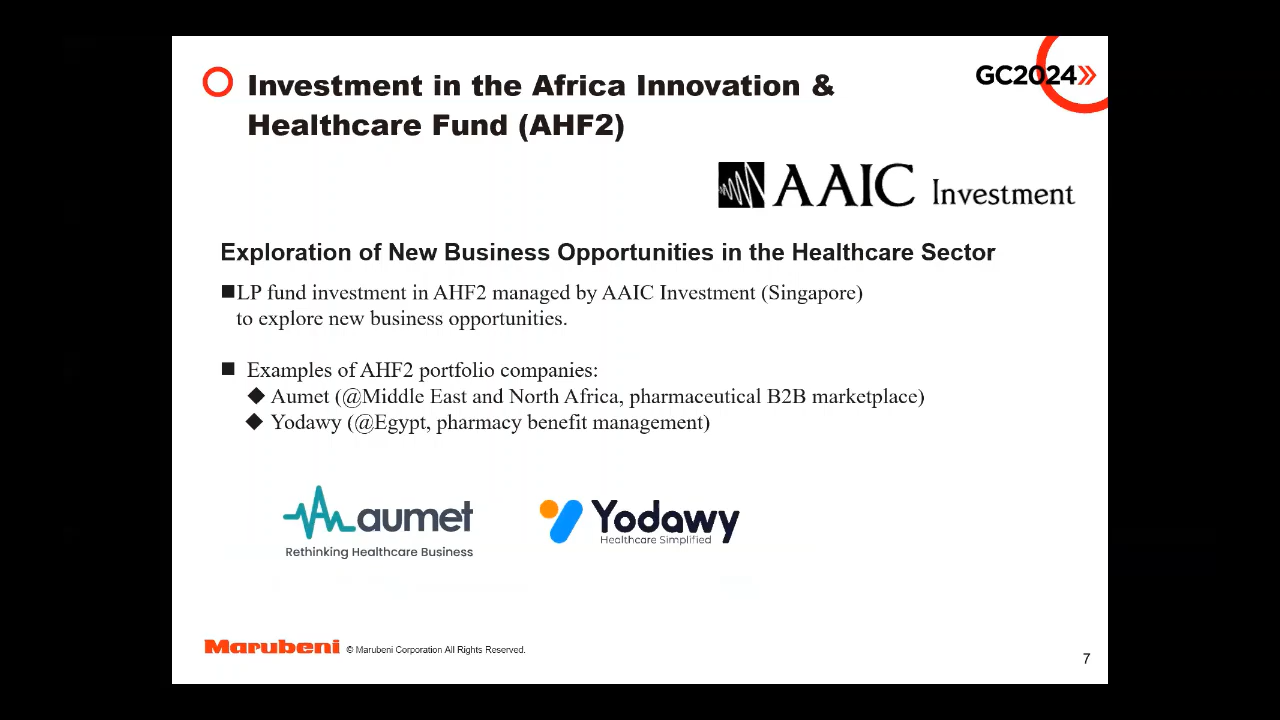 Investment in the Africa Innovation &
Healthcare Fund (AHF2)
GC2024
AAIC Investment
Exploration of New Business Opportunities in the Healthcare Sector
■LP fund investment in AHF2 managed by AAIC Investment (Singapore)
to explore new business opportunities.
■ Examples of AHF2 portfolio companies:
◆ Aumet (@Middle East and North Africa, pharmaceutical B2B marketplace)
◆ Yodawy (@Egypt, pharmacy benefit management)
aumet
Rethinking Healthcare Business
Yodawy
Healthcare Simplified
Marubeni © Marubeni Corporation All Rights Reserved.
7